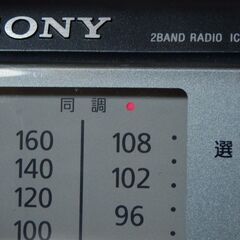 SONY
2BAND RADIO IC
同調
160 108
140 102
120 96
100
選